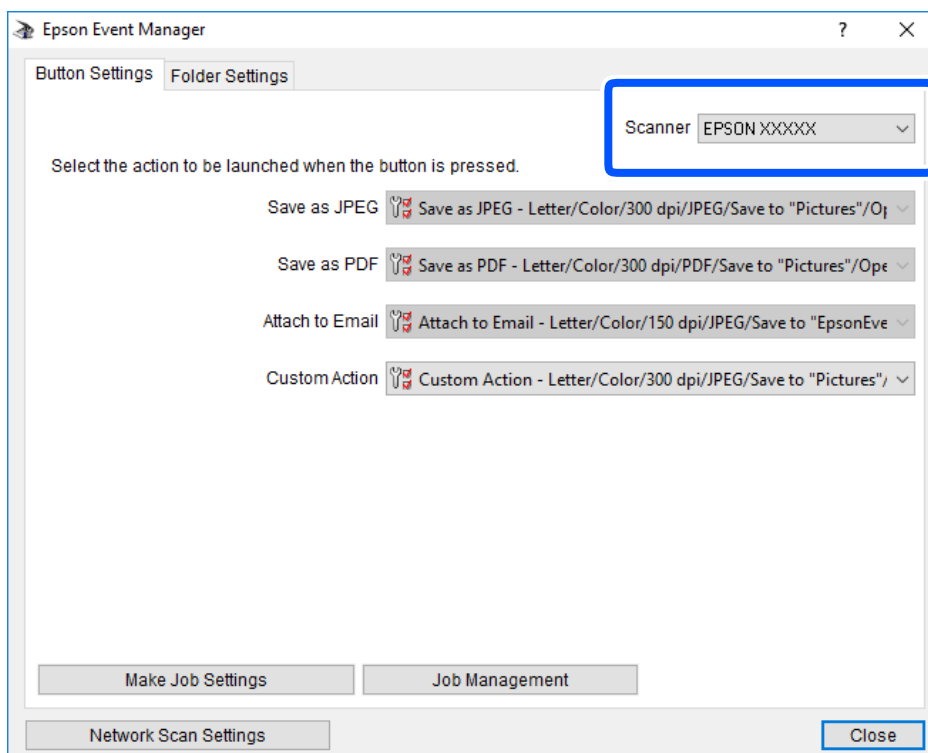 Epson Event Manager
Button Settings Folder Settings
Scanner EPSON XXXXX
Select the action to be launched when the button is pressed.
Save as JPEG Save as JPEG - Letter/Color/300 dpi/JPEG/Save to "Pictures"/Op
Save as PDF Save as PDF - Letter/Color/300 dpi/PDF/Save to "Pictures"/Ope
Attach to Email Attach to Email - Letter/Color/150 dpi/JPEG/Save to "EpsonEve
Custom Action Custom Action - Letter/Color/300 dpi/JPEG/Save to "Pictures"/
Make Job Settings Job Management
Network Scan Settings Close